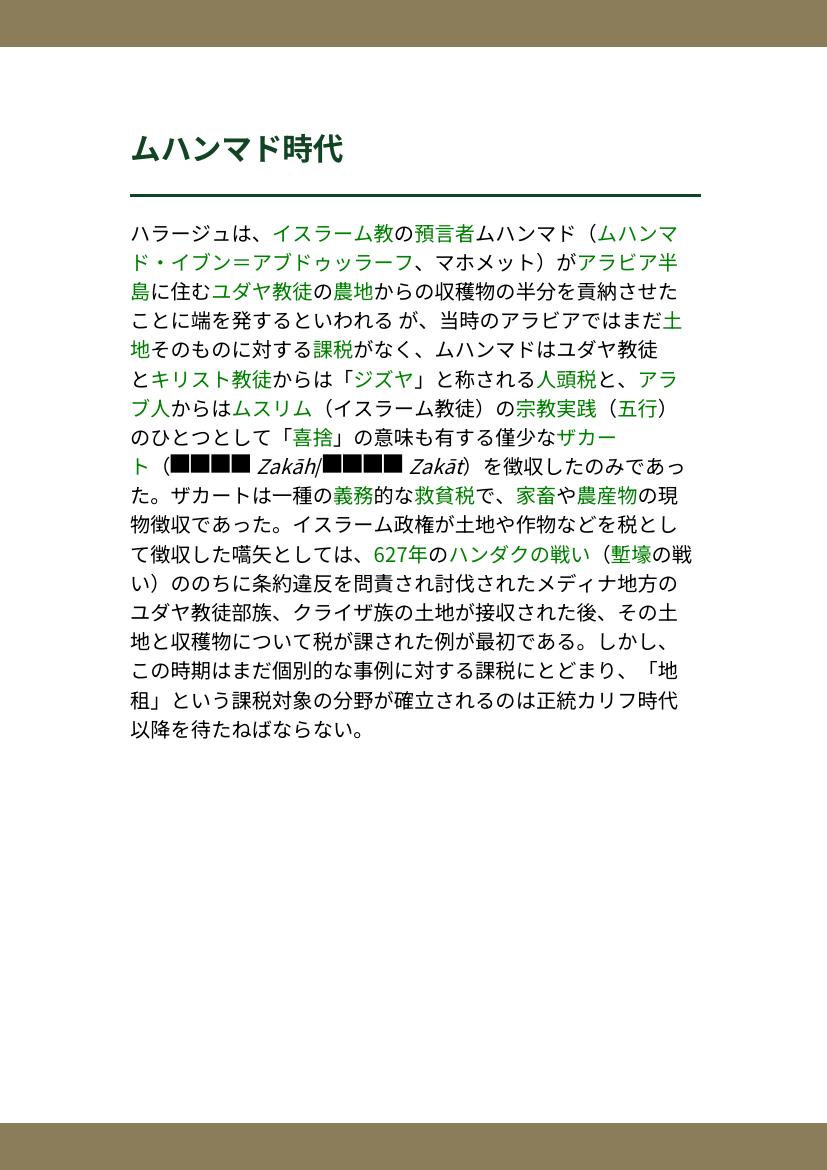 ムハンマド時代
ハラージュは、イスラーム教の預言者ムハンマド（ムハンマ
ド・イブン＝アブドゥッラーフ、マホメット）がアラビア半
島に住むユダヤ教徒の農地からの収穫物の半分を貢納させた
ことに端を発するといわれる が、当時のアラビアではまだ土
地そのものに対する課税がなく、ムハンマドはユダヤ教徒
とキリスト教徒からは「ジズヤ」と称される人頭税と、アラ
ブ人からはムスリム（イスラーム教徒）の宗教実践（五行）
のひとつとして「喜捨」の意味も有する僅少なザカー
ト（■■■■ Zakāh/■■■■ Zakāt）を徴収したのみであっ
た。ザカートは一種の義務的な救貧税で、家畜や農産物の現
物徴収であった。イスラーム政権が土地や作物などを税とし
て徴収した嚆矢としては、627年のハンダクの戦い（塹壕の戦
い）ののちに条約違反を問責され討伐されたメディナ地方の
ユダヤ教徒部族、クライザ族の土地が接収された後、その土
地と収穫物について税が課された例が最初である。しかし、
この時期はまだ個別的な事例に対する課税にとどまり、「地
租」という課税対象の分野が確立されるのは正統カリフ時代
以降を待たねばならない。